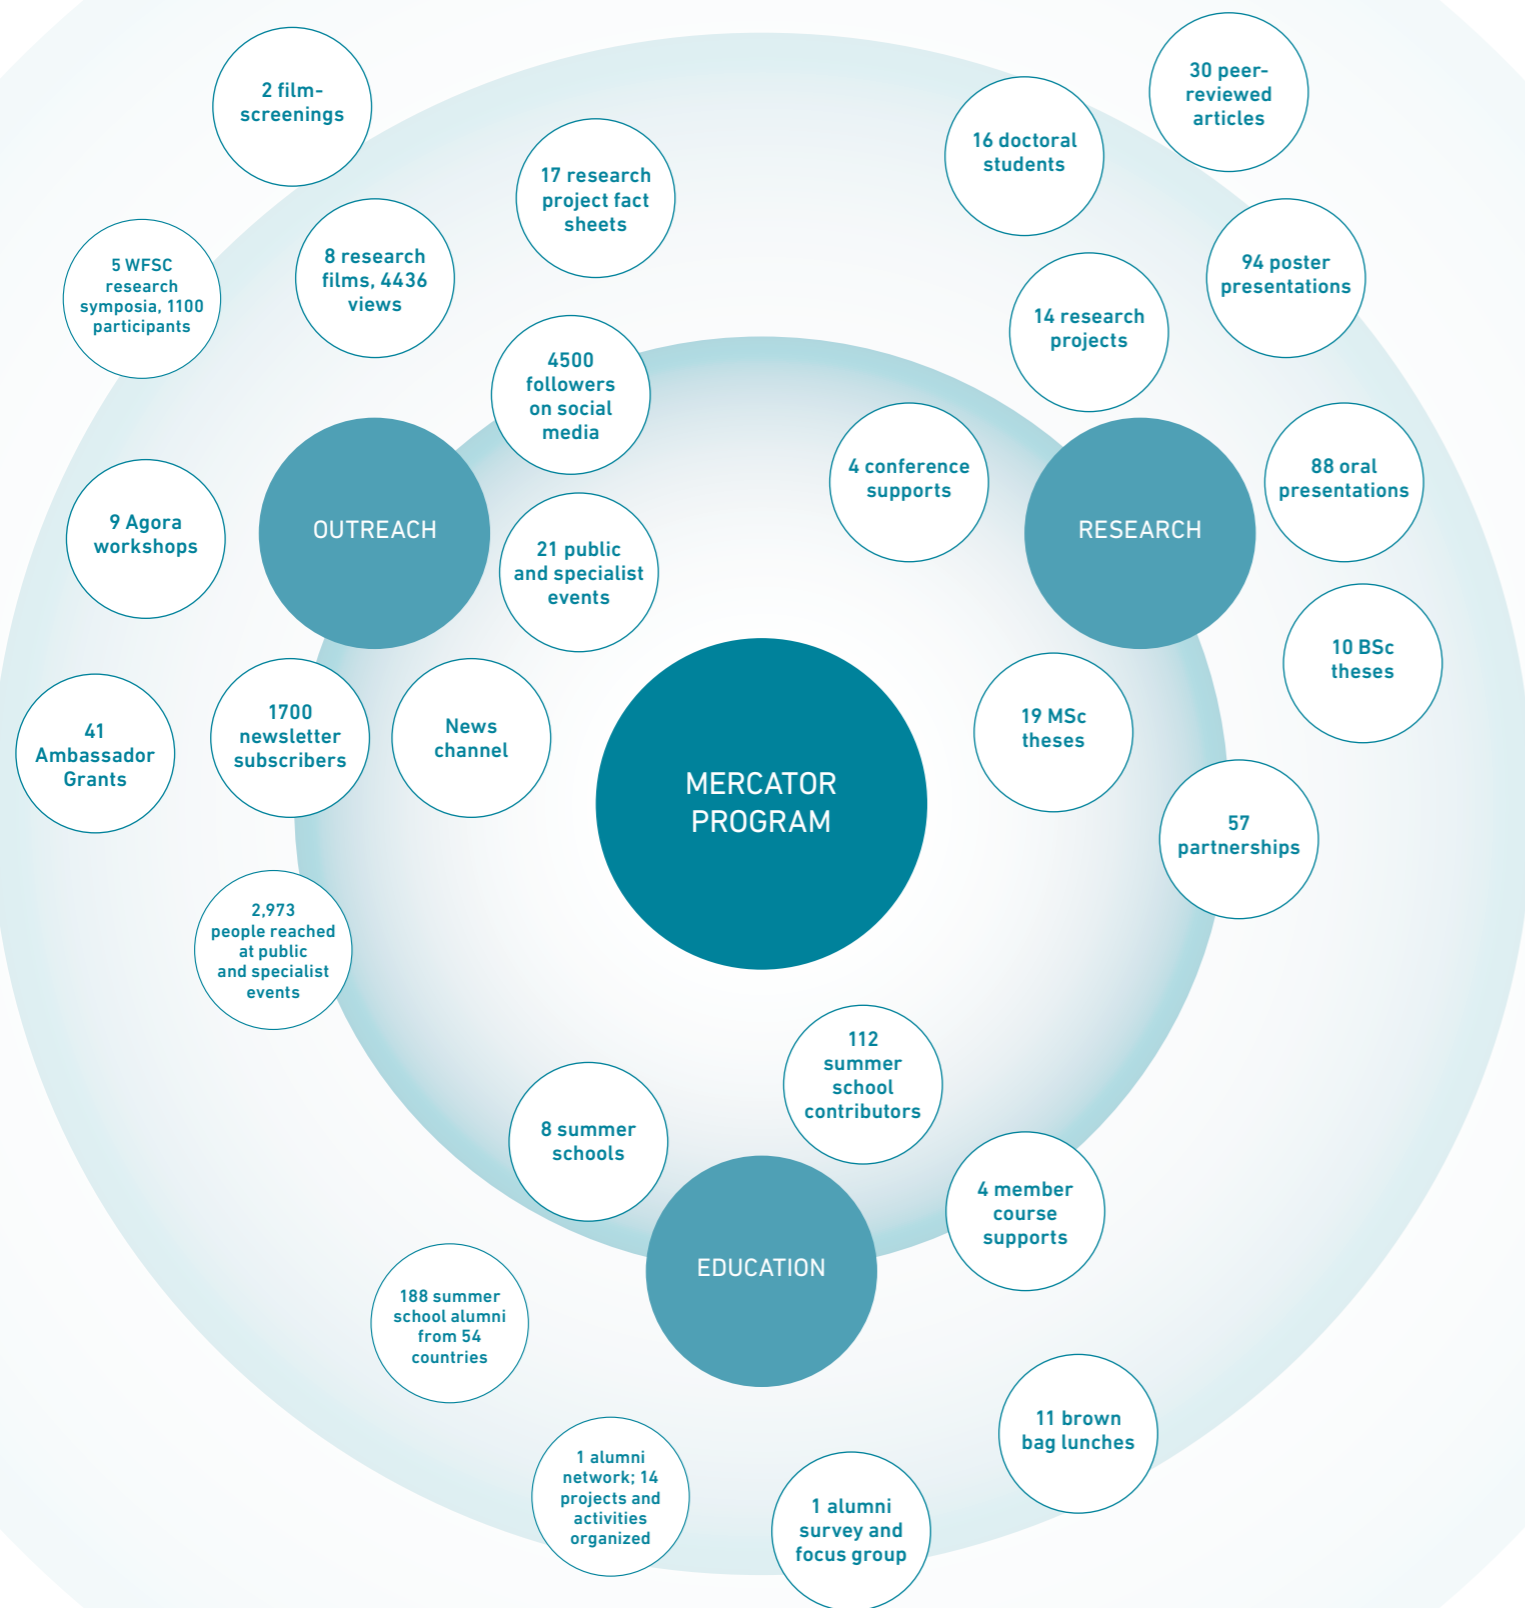 2 film-
screenings
17 research
project fact
sheets
5 WFSC
research
symposia, 1100
participants
8 research
films, 4436
views
4500
followers
on social
media
OUTREACH
9 Agora
workshops
21 public
and specialist
events
41
Ambassador
Grants
1700
newsletter
subscribers
News
channel
2,973
people reached
at public
and specialist
events
30 peer-
reviewed
articles
16 doctoral
students
94 poster
presentations
14 research
projects
4 conference
supports
RESEARCH
88 oral
presentations
10 BSc
theses
19 MSc
theses
57
partnerships
MERCATOR
PROGRAM
112
summer
school
contributors
8 summer
schools
4 member
course
supports
EDUCATION
188 summer
school alumni
from 54
countries
11 brown
bag lunches
1 alumni
network; 14
projects and
activities
organized
1 alumni
survey and
focus group